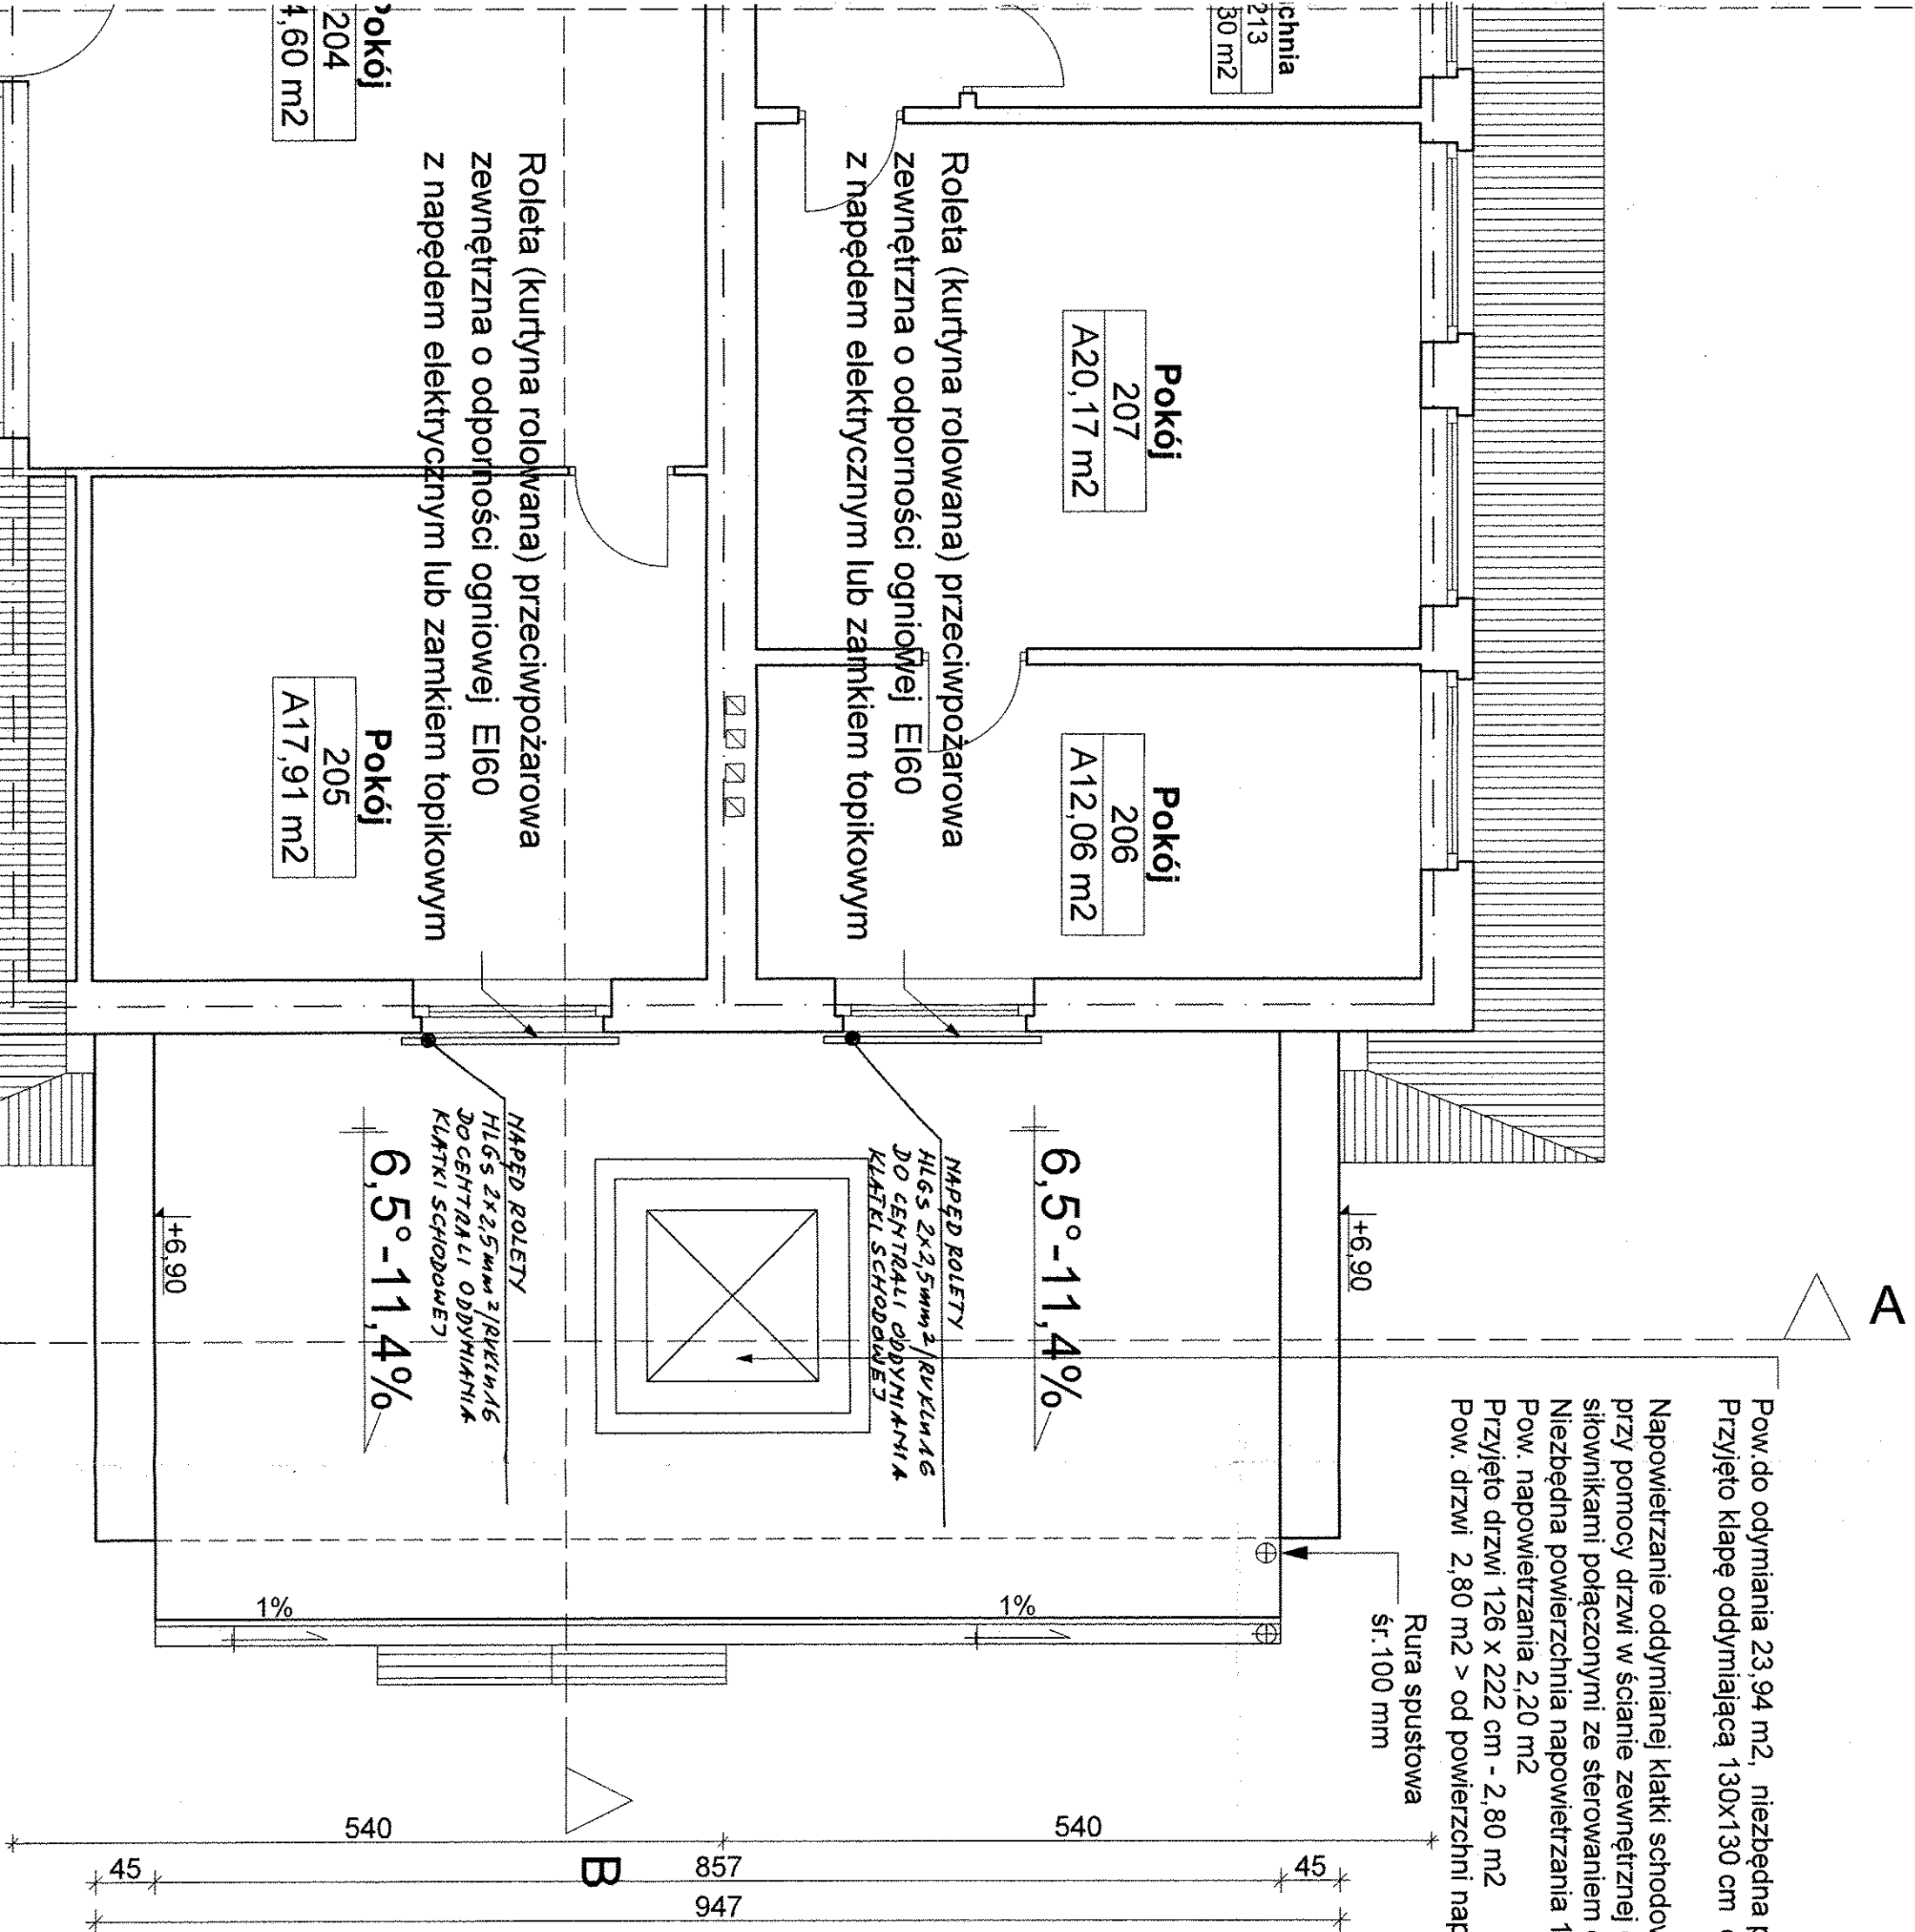 chnia
213
30 m2
Pokój
204
4,60 m2
Pokój
207
A20,17 m2
Roleta (kurtyna rolowana) przeciwpożarowa
zewnętrzna o odporności ogniowej EI60
z napędem elektrycznym lub zamkiem topikowym
Roleta (kurtyna rolowana) przeciwpożarowa
zewnętrzna o odporności ogniowej EI60
z napędem elektrycznym lub zamkiem topikowym
Pokój
206
A12,06 m2
Pokój
205
A17,91 m2
NAPĘD ROLETY
HLGs 2x2,5mm²/RVKLn16
DO CENTRALI ODDYMIANIA
KLATKI SCHODOWEJ
NAPĘD ROLETY
HLGs 2x2,5mm²/RVKLn16
DO CENTRALI ODDYMIANIA
KLATKI SCHODOWEJ
6,5°-11,4%
6,5°-11,4%
+6,90
+6,90
A
Pow.do odymiania 23,94 m2, niezbędna
Przyjęto klapę oddymiającą 130x130 cm
Napowietrzanie oddymianej klatki schodow
przy pomocy drzwi w ścianie zewnętrznej
siłownikami połączonymi ze sterowaniem
Niezbędna powierzchnia napowietrzania 1
Pow. napowietrzania 2,20 m2
Przyjęto drzwi 126 x 222 cm - 2,80 m2
Pow. drzwi 2,80 m2 > od powierzchni nap
Rura spustowa
śr.100 mm
1%
1%
B
540
540
45
857
45
947